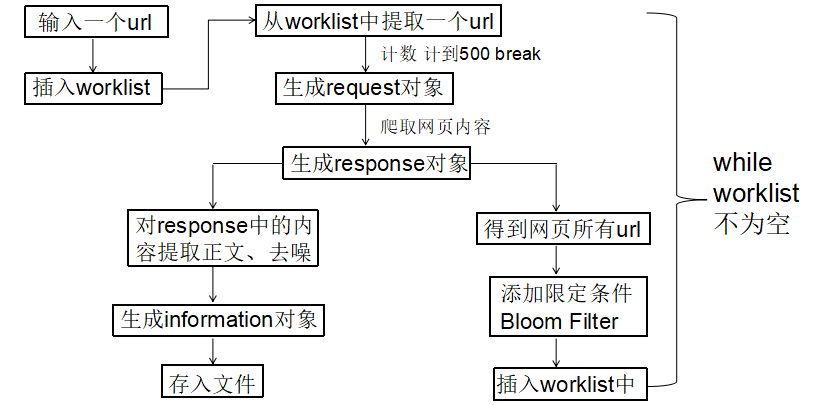 输入一个url
从worklist中提取一个url
计数 计到500 break
插入worklist
生成request对象
爬取网页内容
生成response对象
对response中的内
容提取正文、去噪
得到网页所有url
生成information对象
添加限定条件
Bloom Filter
存入文件
插入worklist中
while
worklist
不为空